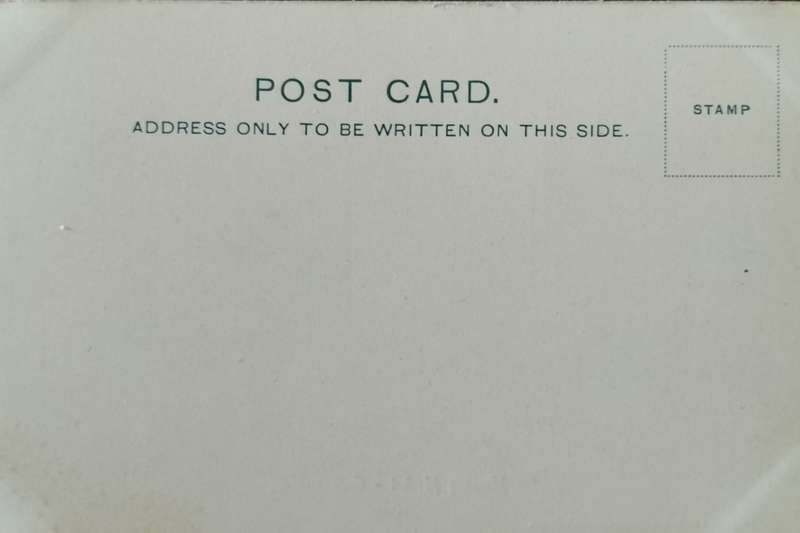 POST CARD.
ADDRESS ONLY TO BE WRITTEN ON THIS SIDE.
STAMP